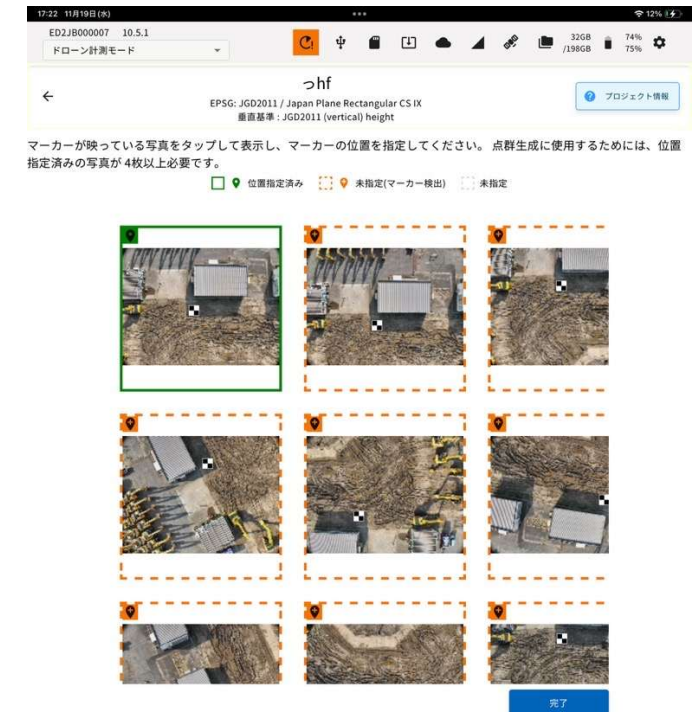 17:22 11月19日(水)
12%
ED2JB000007 10.5.1
ドローン計測モード
32GB
/198GB
74%
75%
つhf
EPSG: JGD2011 / Japan Plane Rectangular CS IX
垂直基準 : JGD2011 (vertical) height
プロジェクト情報
マーカーが映っている写真をタップして表示し、マーカーの位置を指定してください。 点群生成に使用するためには、位置
指定済みの写真が 4枚以上必要です。
位置指定済み
未指定(マーカー検出)
未指定
完了